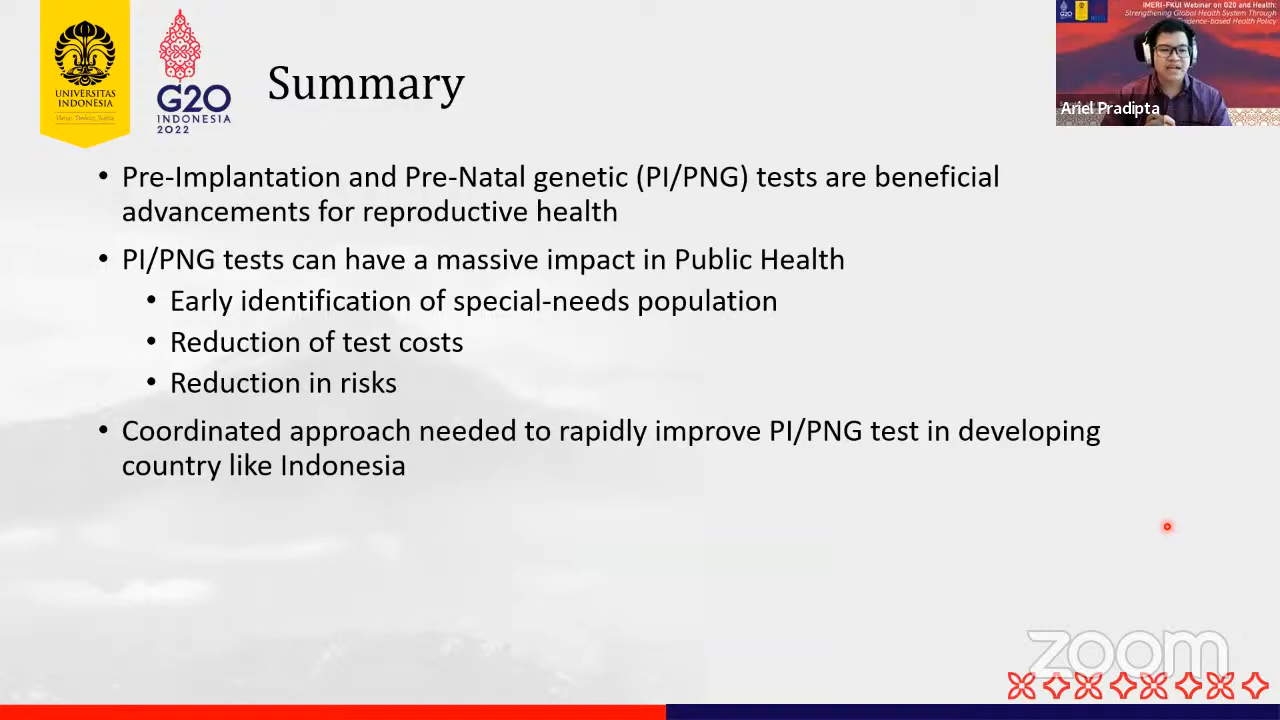 UNIVERSITAS
INDONESIA
G20
INDONESIA
2022
Summary
IMERI-FKUI Webinar on G20 and Health:
Strengthening Global Health System Through
Evidence-based Health Policy
Ariel Pradipta
• Pre-Implantation and Pre-Natal genetic (PI/PNG) tests are beneficial
advancements for reproductive health
• PI/PNG tests can have a massive impact in Public Health
• Early identification of special-needs population
• Reduction of test costs
• Reduction in risks
• Coordinated approach needed to rapidly improve PI/PNG test in developing
country like Indonesia
zoom